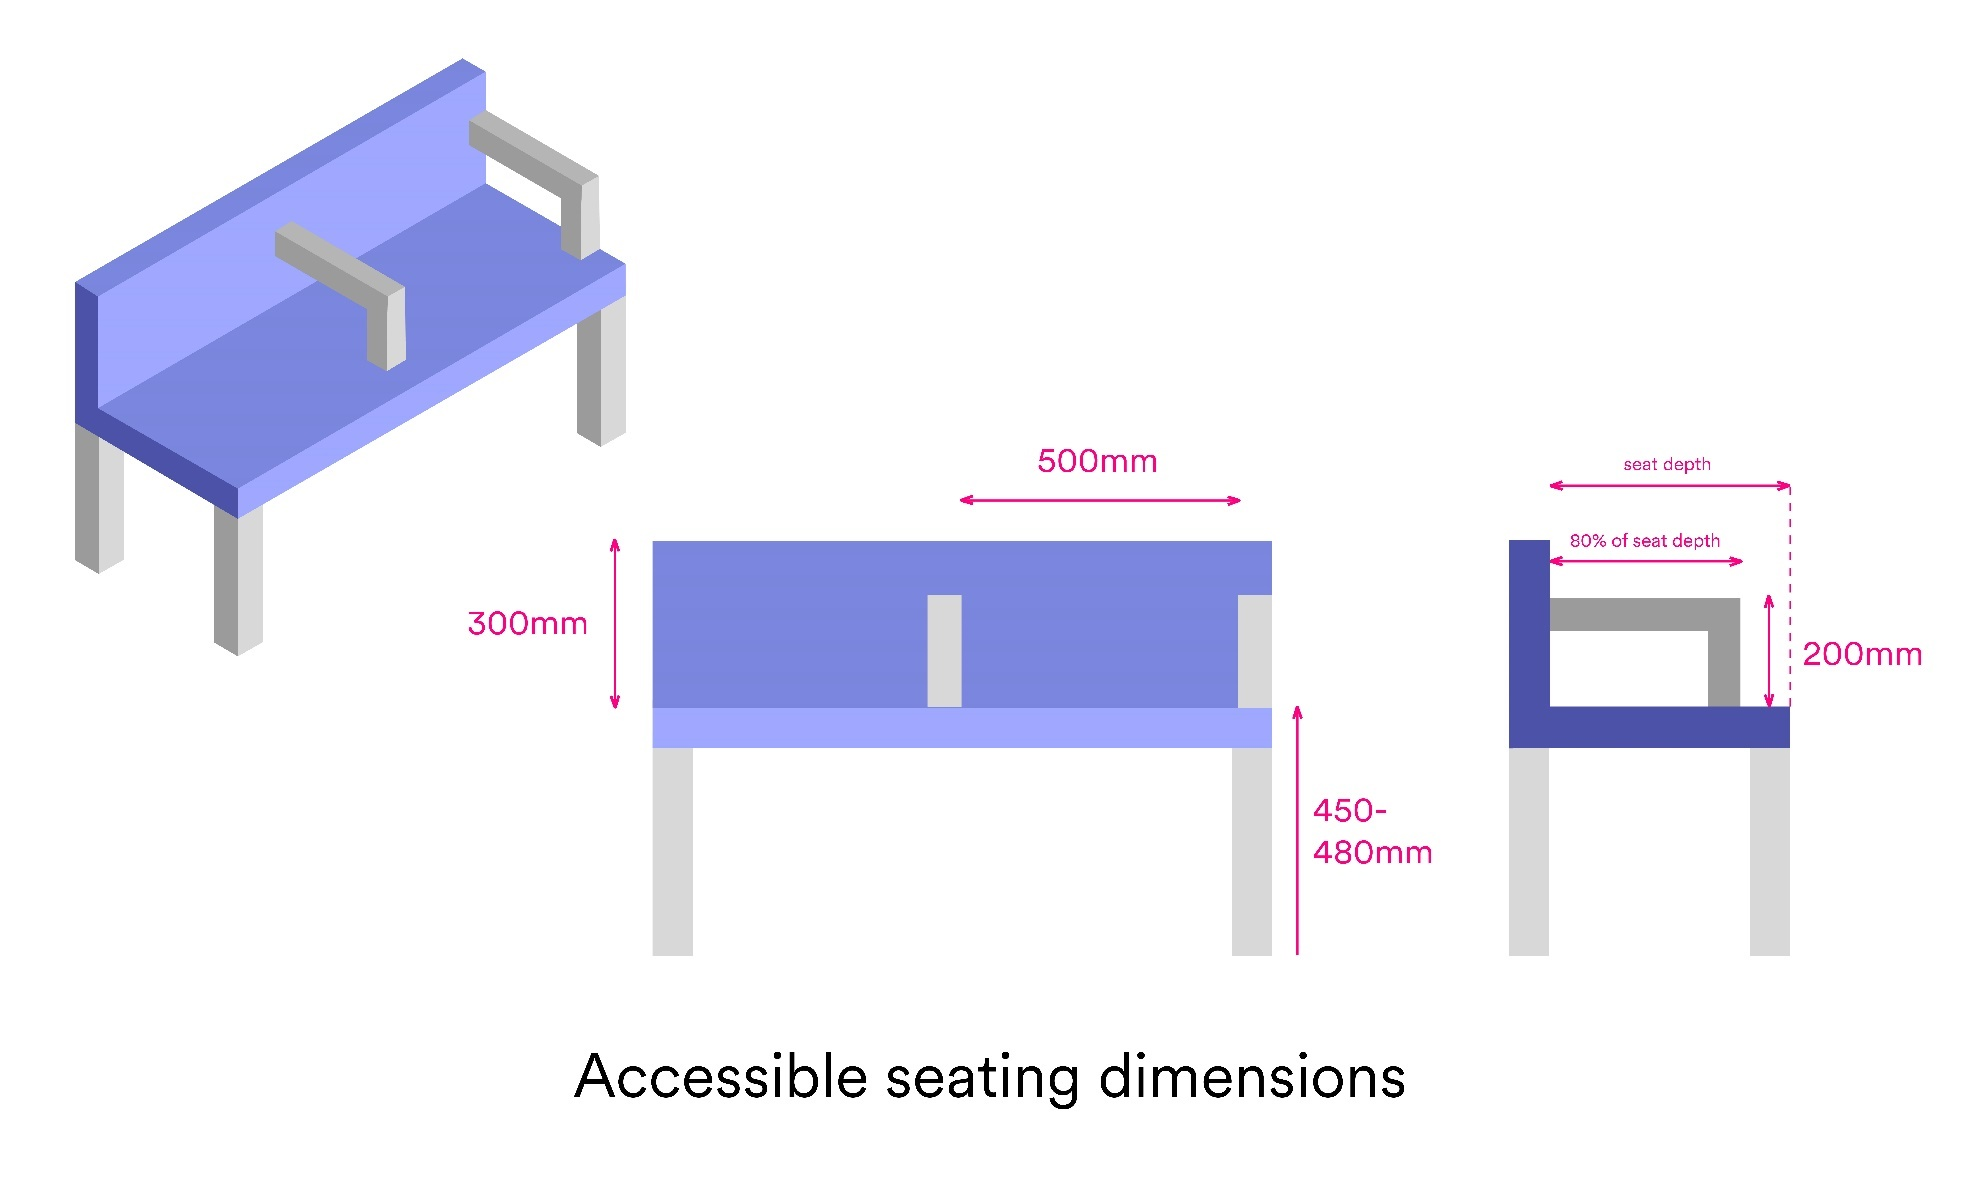 500mm
300mm
450-
480mm
seat depth
80% of seat depth
200mm
Accessible seating dimensions